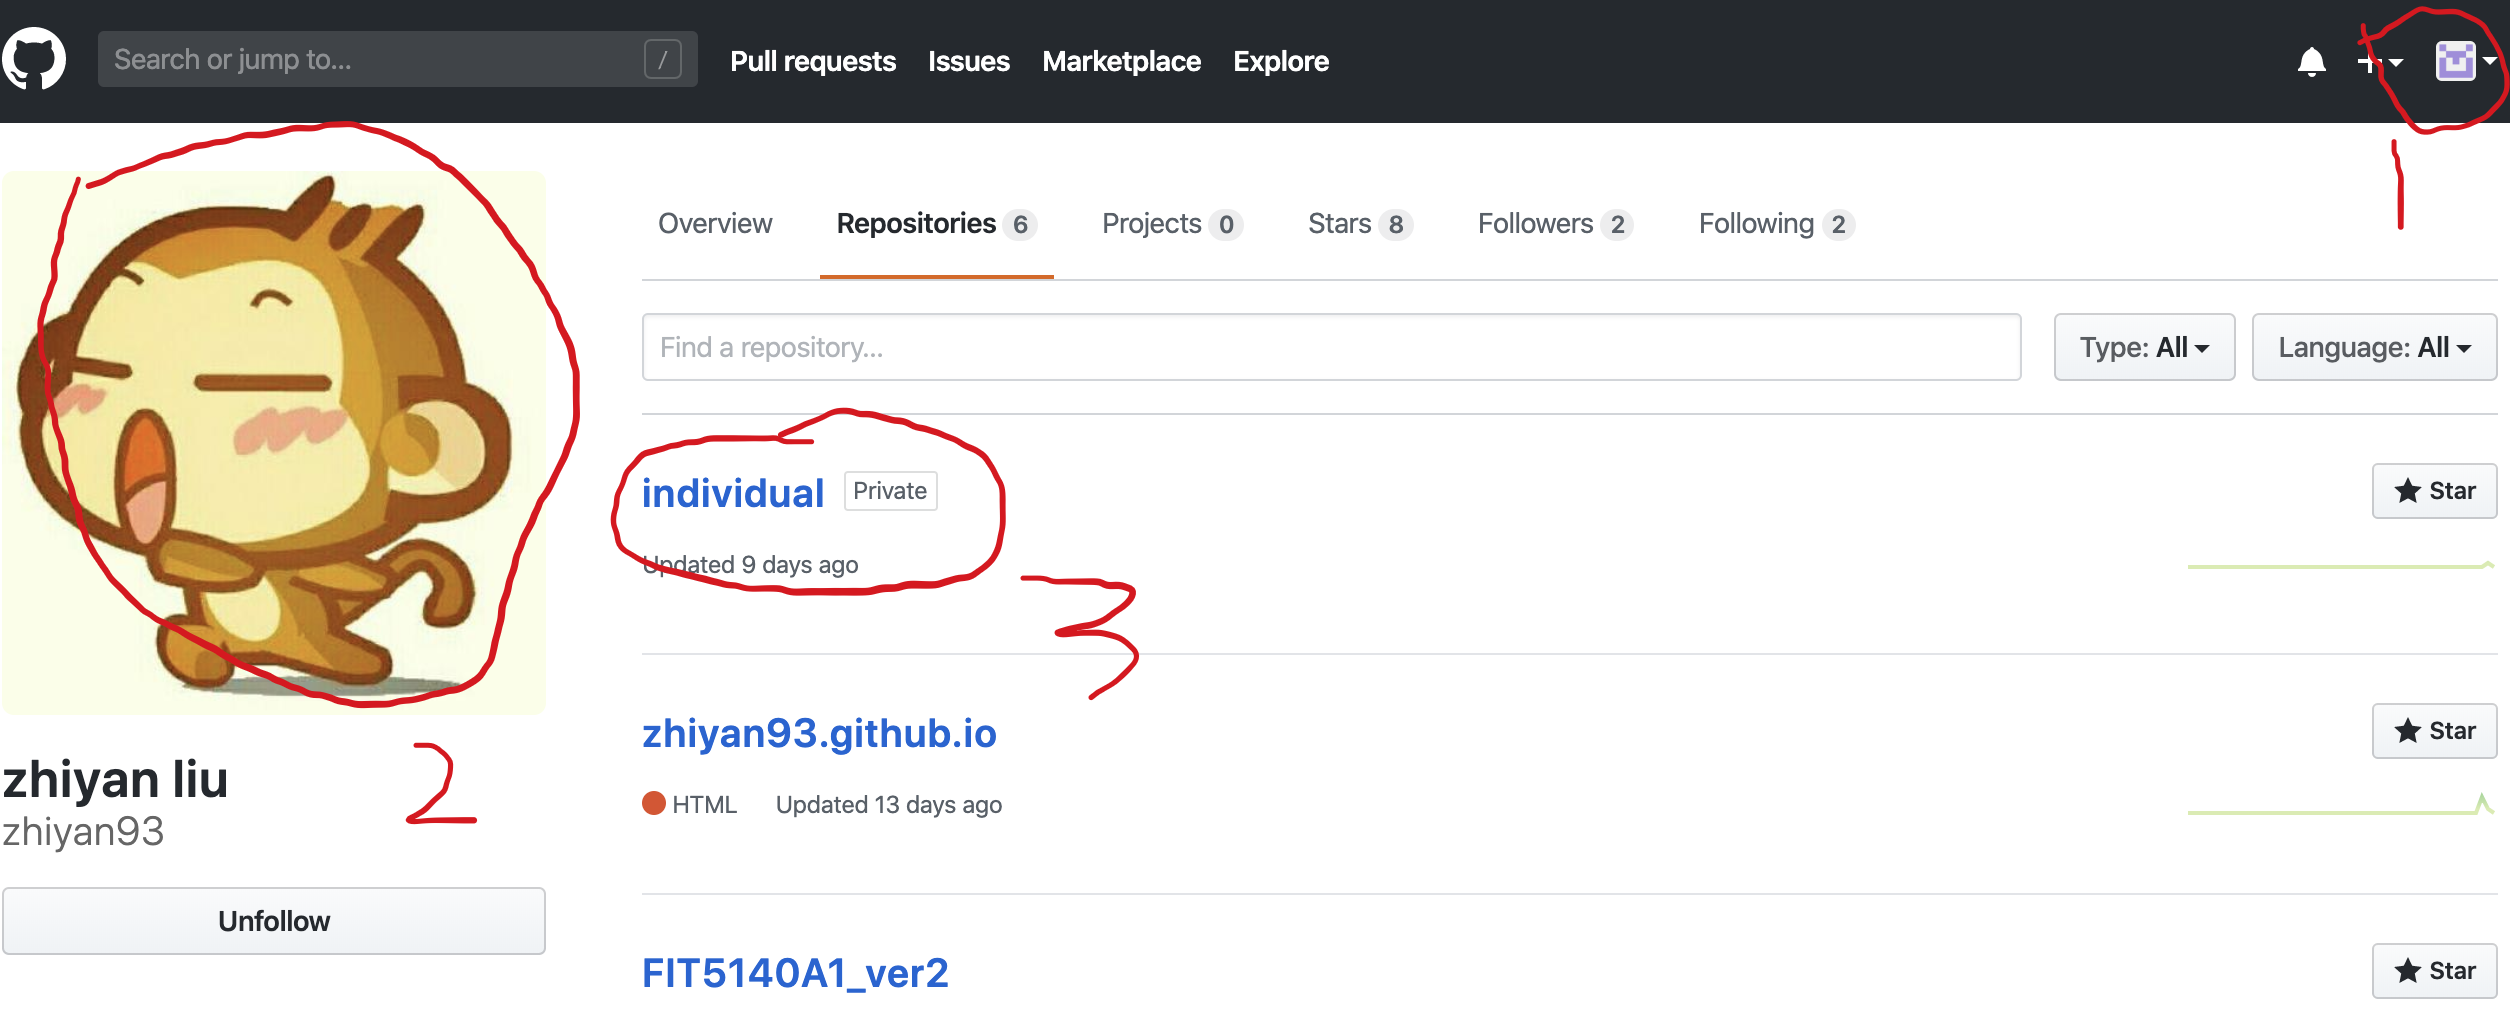 Search or jump to... /
Pull requests Issues Marketplace Explore
1
Overview Repositories 6 Projects 0 Stars 8 Followers 2 Following 2
Find a repository... Type: All Language: All
individual Private Star
Updated 9 days ago
3
zhiyan93.github.io Star
HTML Updated 13 days ago
FIT5140A1_ver2 Star
2
zhiyan liu
zhiyan93
Unfollow